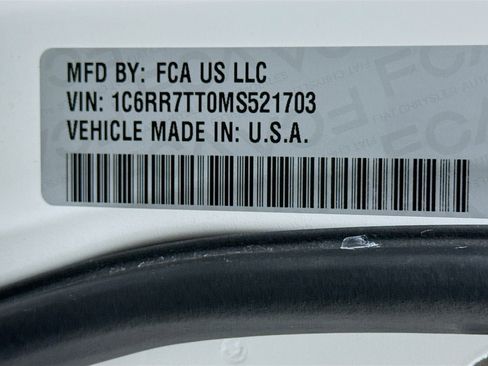 MFD BY: FCA US LLC
VIN: 1C6RR7TT0MS521703
VEHICLE MADE IN: U.S.A.